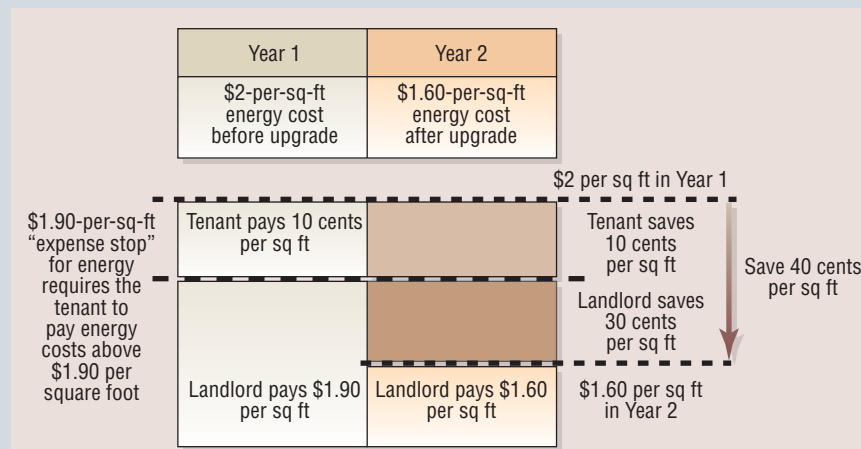 Year 1
Year 2
$2-per-sq-ft
energy cost
before upgrade
$1.60-per-sq-ft
energy cost
after upgrade
$2 per sq ft in Year 1
$1.90-per-sq-ft
“expense stop”
for energy
requires the
tenant to
pay energy
costs above
$1.90 per
square foot
Tenant pays 10 cents
per sq ft
Tenant saves
10 cents
per sq ft
Save 40 cents
per sq ft
Landlord saves
30 cents
per sq ft
Landlord pays $1.90
per sq ft
Landlord pays $1.60
per sq ft
$1.60 per sq ft
in Year 2